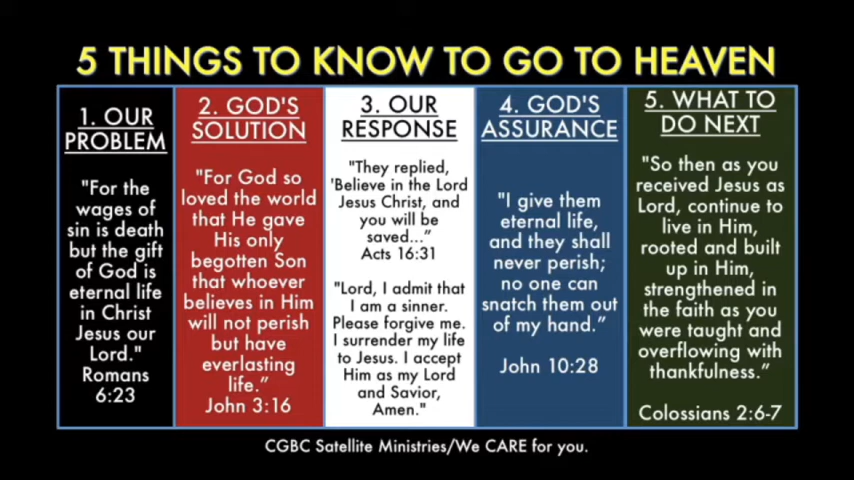 5 THINGS TO KNOW TO GO TO HEAVEN
1. OUR
PROBLEM
"For the
wages of
sin is death
but the gift
of God is
eternal life
in Christ
Jesus our
Lord."
Romans
6:23
2. GOD'S
SOLUTION
"For God so
loved the world
that He gave
His only
begotten Son
that whoever
believes in Him
will not perish
but have
everlasting
life.”
John 3:16
3. OUR
RESPONSE
"They replied,
'Believe in the Lord
Jesus Christ, and
you will be
saved...”
Acts 16:31
"Lord, I admit that
I am a sinner.
Please forgive me.
I surrender my life
to Jesus. I accept
Him as my Lord
and Savior,
Amen."
4. GOD'S
ASSURANCE
"I give them
eternal life,
and they shall
never perish;
no one can
snatch them out
of my hand.”
John 10:28
5. WHAT TO
DO NEXT
"So then as you
received Jesus as
Lord, continue to
live in Him,
rooted and built
up in Him,
strengthened in
the faith as you
were taught and
overflowing with
thankfulness.”
Colossians 2:6-7
CGBC Satellite Ministries/We CARE for you.